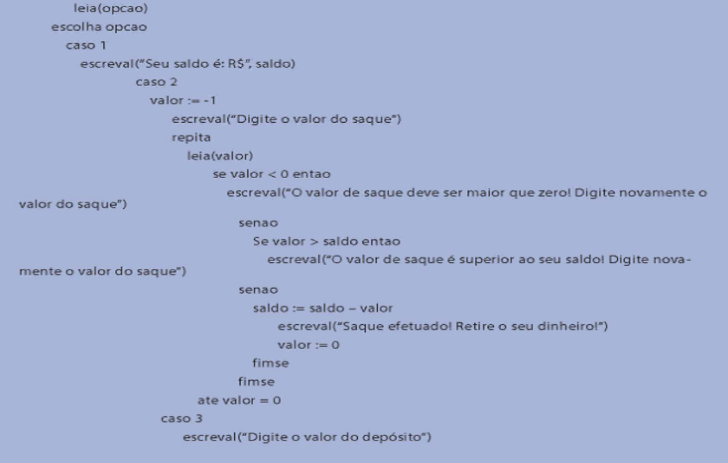 leia(opcao)
escolha opcao
caso 1
escreval("Seu saldo é: R$", saldo)
caso 2
valor := -1
escreval("Digite o valor do saque")
repita
leia(valor)
se valor < 0 entao
escreval("O valor de saque deve ser maior que zero! Digite novamente o
valor do saque")
senao
Se valor > saldo entao
escreval("O valor de saque é superior ao seu saldo! Digite nova-
mente o valor do saque")
senao
saldo := saldo – valor
escreval("Saque efetuado! Retire o seu dinheiro!")
valor := 0
fimse
fimse
ate valor = 0
caso 3
escreval("Digite o valor do depósito")